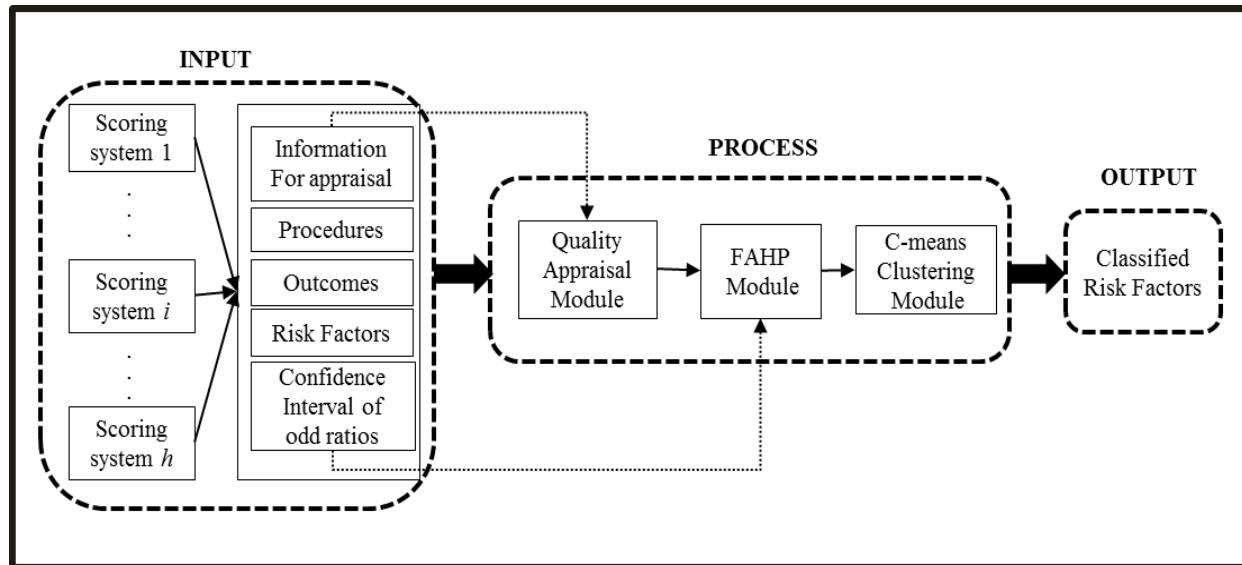 INPUT
Scoring
system 1
.
.
.
Scoring
system i
.
.
.
Scoring
system h
Information
For appraisal
Procedures
Outcomes
Risk Factors
Confidence
Interval of
odd ratios
PROCESS
Quality
Appraisal
Module
FAHP
Module
C-means
Clustering
Module
OUTPUT
Classified
Risk Factors